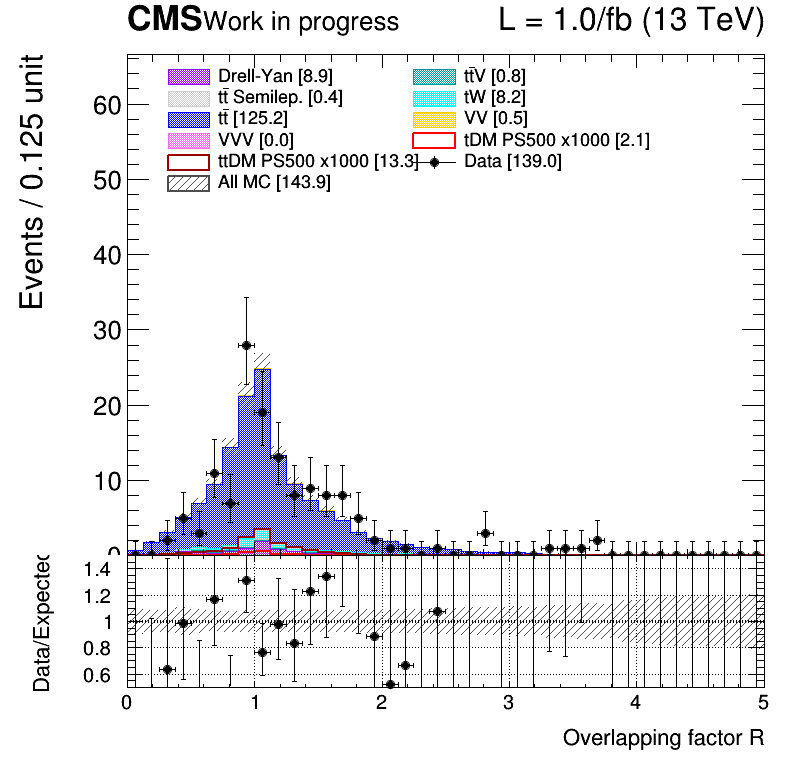 CMS Work in progress L = 1.0/fb (13 TeV)
Drell-Yan [8.9] tt̄V [0.8]
tt̄ Semilep. [0.4] tW [8.2]
tt̄ [125.2] VV [0.5]
VVV [0.0] tDM PS500 x1000 [2.1]
ttDM PS500 x1000 [13.3] Data [139.0]
All MC [143.9]
Events / 0.125 unit
60
50
40
30
20
10
0
Data/Expected
1.4
1.2
1
0.8
0.6
0 1 2 3 4 5
Overlapping factor R